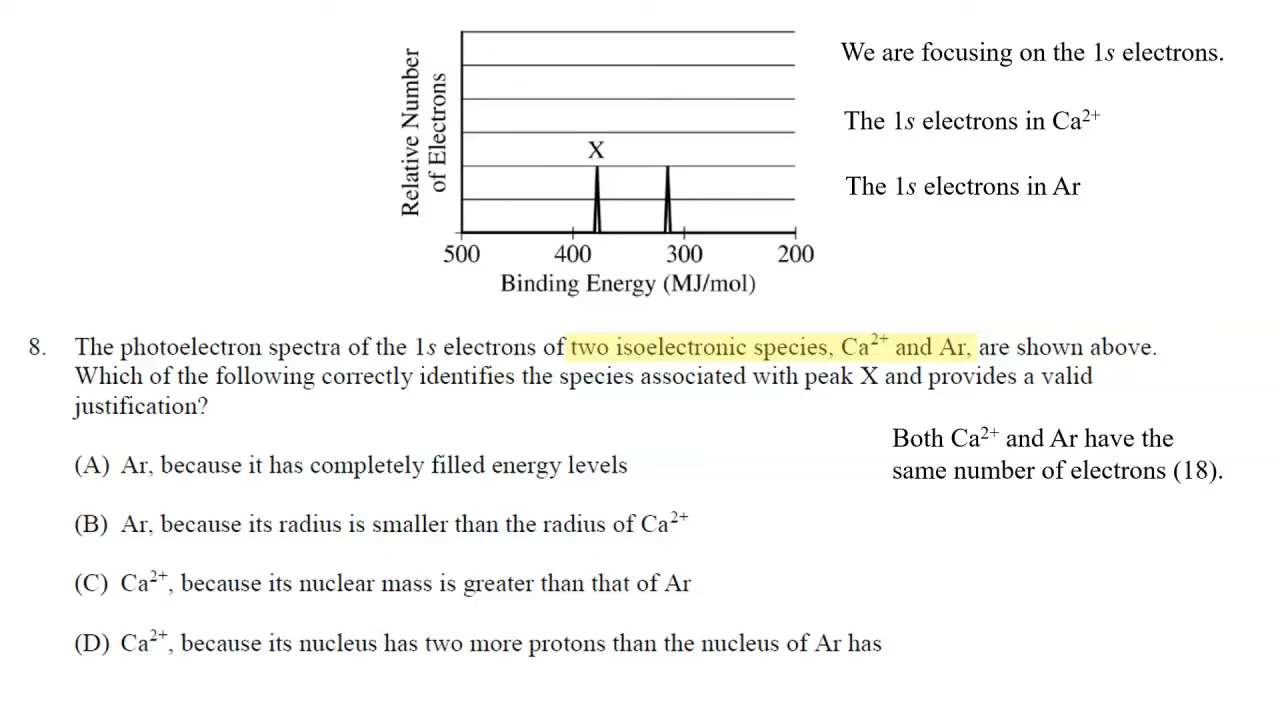 Relative Number
of Electrons
X
500 400 300 200
Binding Energy (MJ/mol)
We are focusing on the 1s electrons.
The 1s electrons in Ca²⁺
The 1s electrons in Ar
8. The photoelectron spectra of the 1s electrons of two isoelectronic species, Ca²⁺ and Ar, are shown above.
Which of the following correctly identifies the species associated with peak X and provides a valid
justification?
Both Ca²⁺ and Ar have the
same number of electrons (18).
(A) Ar, because it has completely filled energy levels
(B) Ar, because its radius is smaller than the radius of Ca²⁺
(C) Ca²⁺, because its nuclear mass is greater than that of Ar
(D) Ca²⁺, because its nucleus has two more protons than the nucleus of Ar has